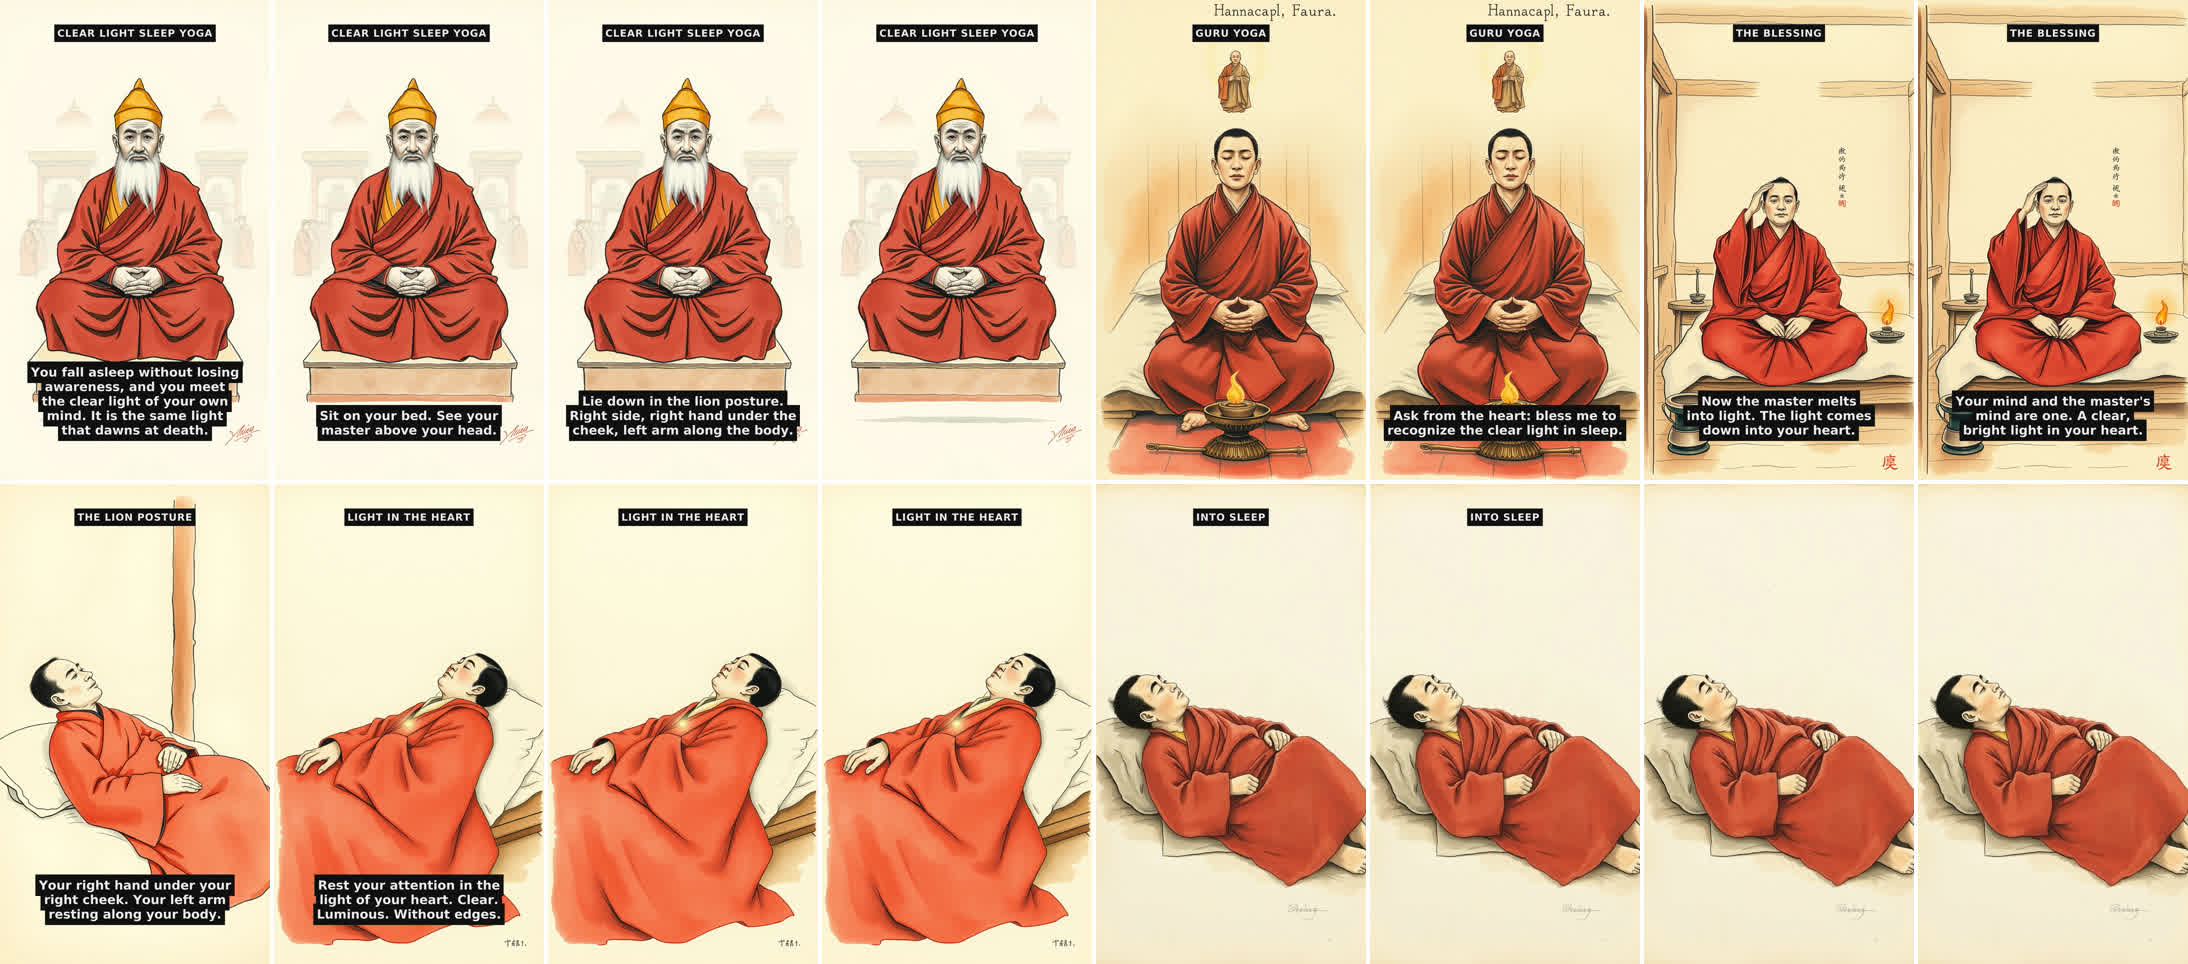 CLEAR LIGHT SLEEP YOGA
You fall asleep without losing
awareness, and you meet
the clear light of your own
mind. It is the same light
that dawns at death.
CLEAR LIGHT SLEEP YOGA
Sit on your bed. See your
master above your head.
CLEAR LIGHT SLEEP YOGA
Lie down in the lion posture.
Right side, right hand under the
cheek, left arm along the body.
CLEAR LIGHT SLEEP YOGA
Hannacapl, Faura.
GURU YOGA
Hannacapl, Faura.
GURU YOGA
Ask from the heart: bless me to
recognize the clear light in sleep.
THE BLESSING
Now the master melts
into light. The light comes
down into your heart.
THE BLESSING
Your mind and the master's
mind are one. A clear,
bright light in your heart.
THE LION POSTURE
Your right hand under your
right cheek. Your left arm
resting along your body.
LIGHT IN THE HEART
Rest your attention in the
light of your heart. Clear.
Luminous. Without edges.
LIGHT IN THE HEART
LIGHT IN THE HEART
INTO SLEEP
INTO SLEEP